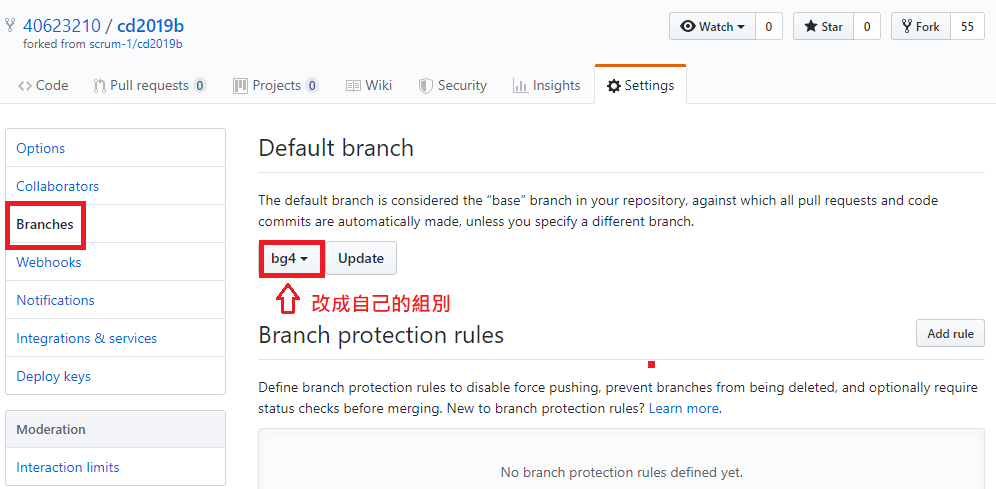 40623210 / cd2019b
forked from scrum-1/cd2019b
Watch 0 Star 0 Fork 55
Code Pull requests 0 Projects 0 Wiki Security Insights Settings
Options
Collaborators
Branches
Webhooks
Notifications
Integrations & services
Deploy keys
Moderation
Interaction limits
Default branch
The default branch is considered the “base” branch in your repository, against which all pull requests and code
commits are automatically made, unless you specify a different branch.
bg4 Update
改成自己的組別
Branch protection rules
Add rule
Define branch protection rules to disable force pushing, prevent branches from being deleted, and optionally require
status checks before merging. New to branch protection rules? Learn more.
No branch protection rules defined yet.